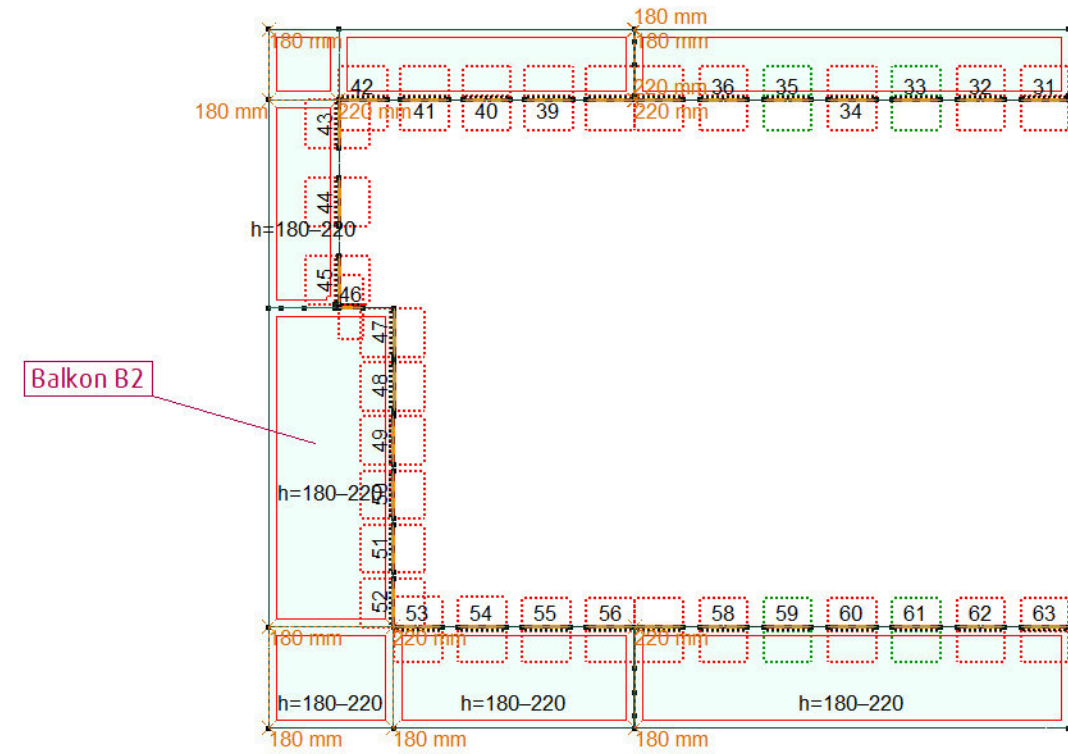 180 mm
180 mm 180 mm
42 220 mm 36 35 33 32 31
180 mm 220 mm 41 40 39 220 mm 34
43
44
h=180–220
45
46
47
Balkon B2
48
49
h=180–220 50
51
52
53 54 55 56 58 59 60 61 62 63
180 mm 220 mm 220 mm
h=180–220 h=180–220 h=180–220
180 mm 180 mm 180 mm